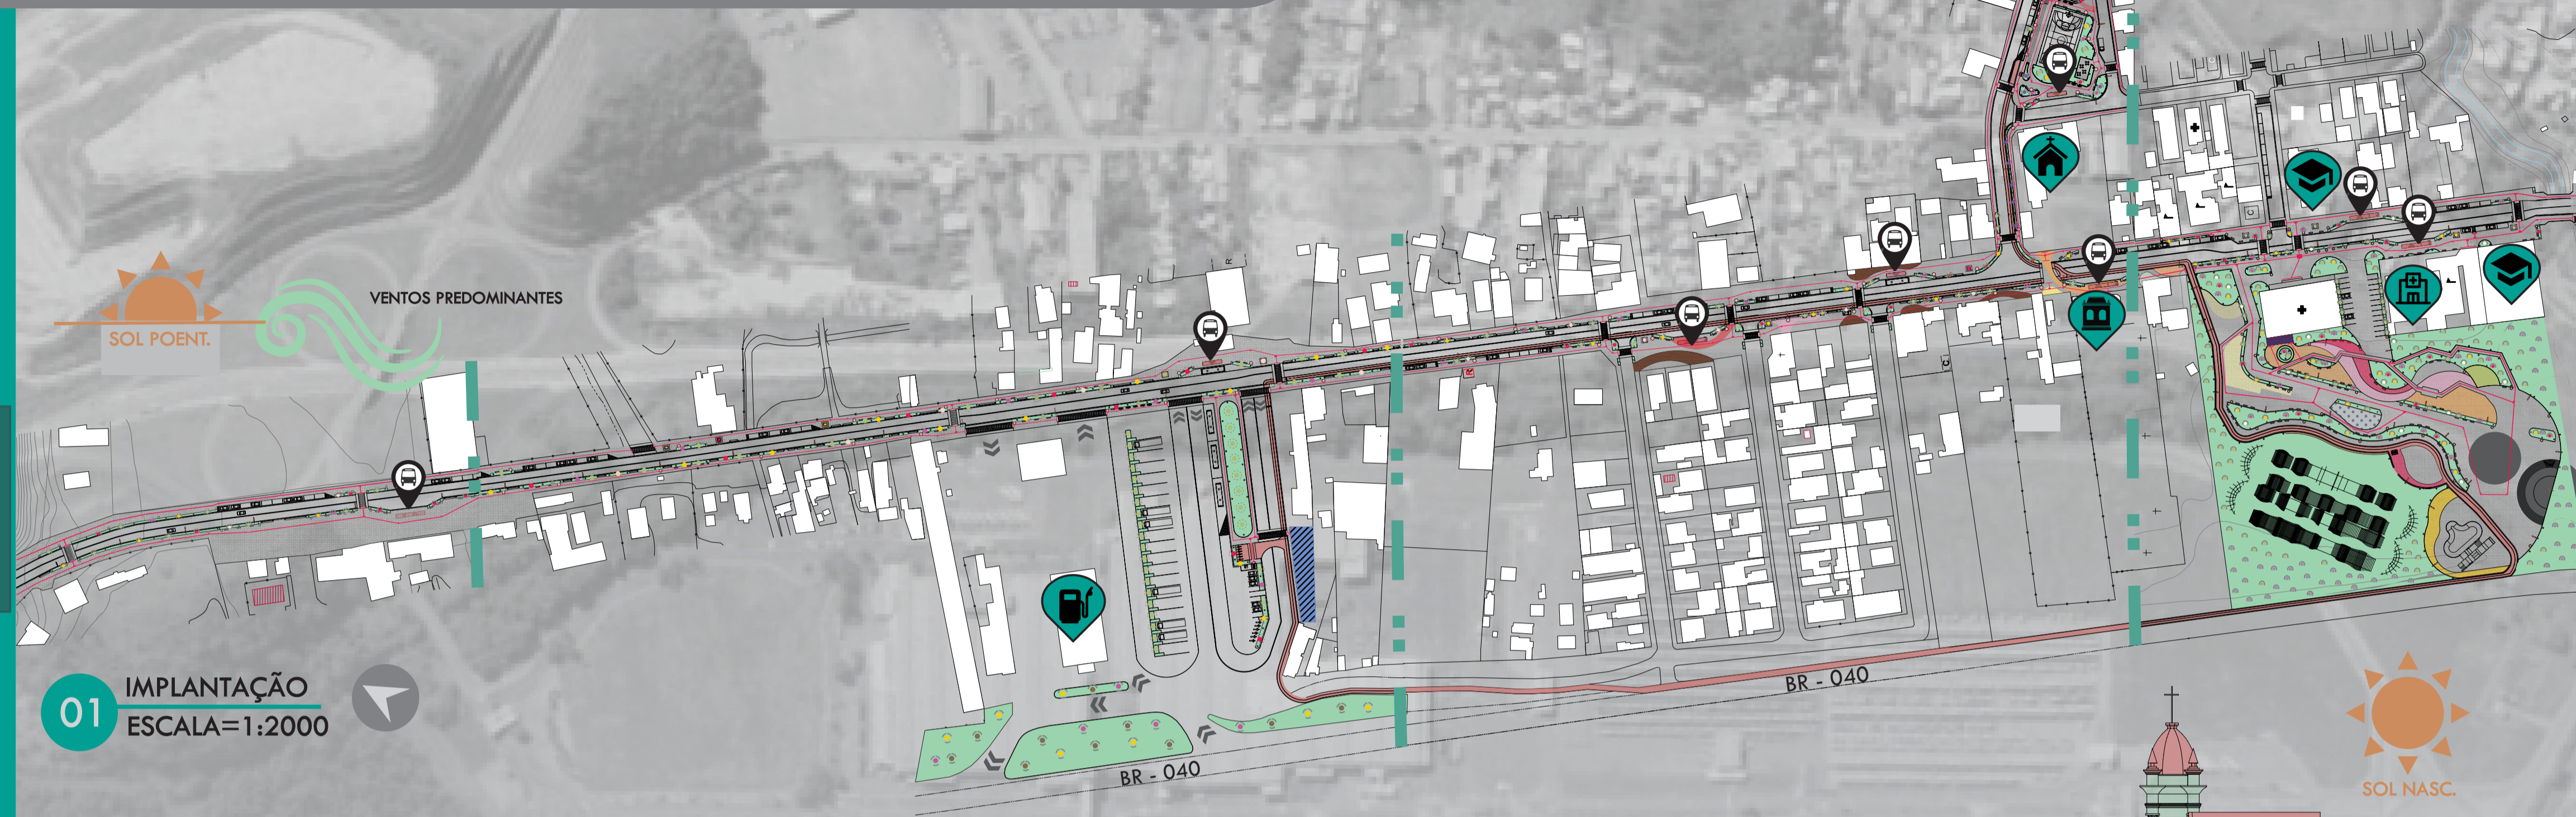 VENTOS PREDOMINANTES
SOL POENT.
01
IMPLANTAÇÃO
ESCALA=1:2000
BR - 040
BR - 040
SOL NASC.